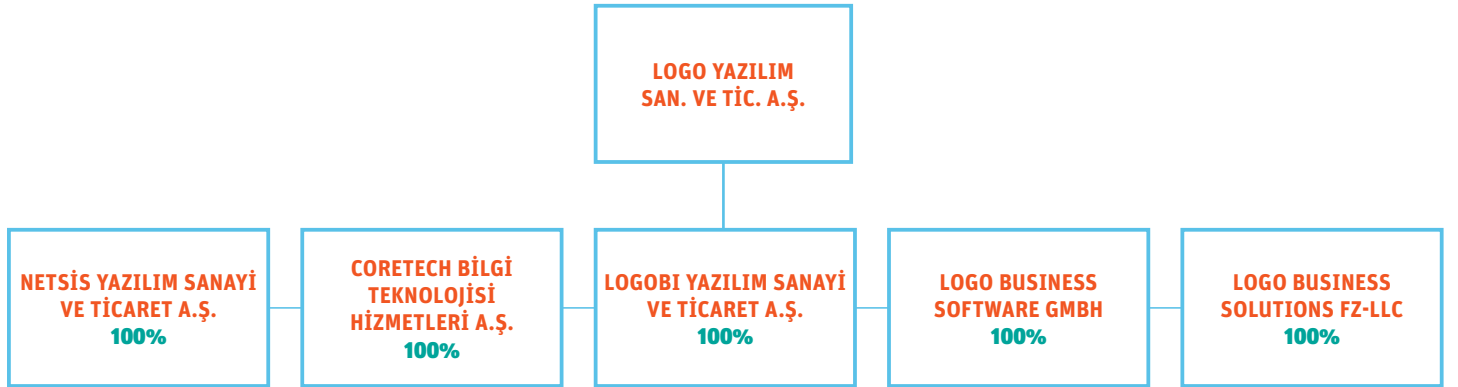 LOGO YAZILIM
SAN. VE TİC. A.Ş.
NETSİS YAZILIM SANAYİ
VE TİCARET A.Ş.
100%
CORETECH BİLGİ
TEKNOLOJİSİ
HİZMETLERİ A.Ş.
100%
LOGOBI YAZILIM SANAYİ
VE TİCARET A.Ş.
100%
LOGO BUSINESS
SOFTWARE GMBH
100%
LOGO BUSINESS
SOLUTIONS FZ-LLC
100%